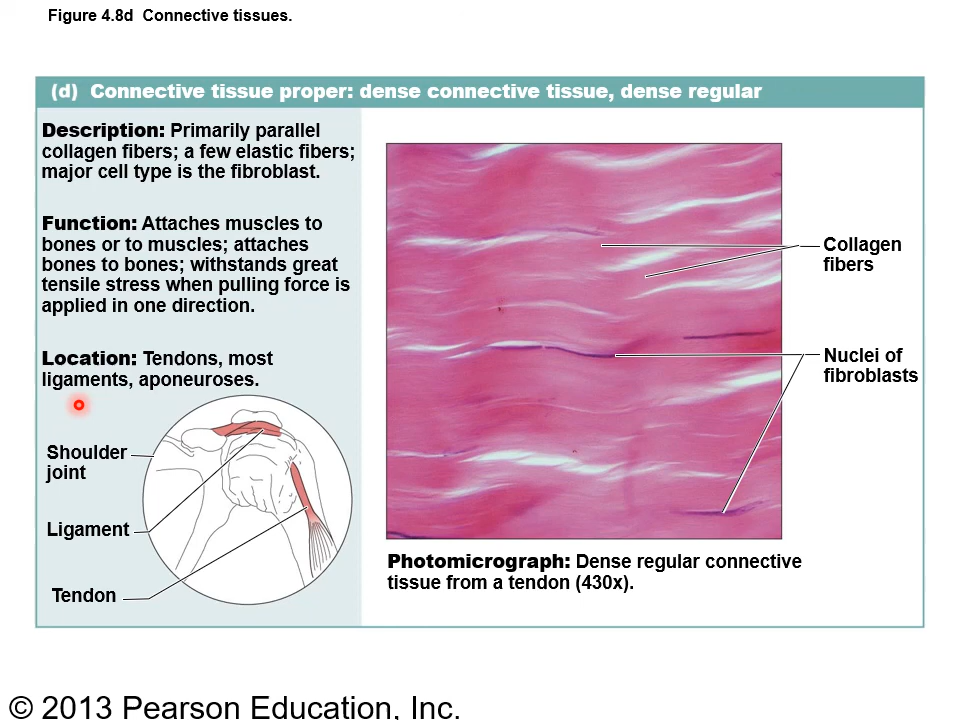 Figure 4.8d  Connective tissues.
(d)  Connective tissue proper: dense connective tissue, dense regular
Description: Primarily parallel
collagen fibers; a few elastic fibers;
major cell type is the fibroblast.
Function: Attaches muscles to
bones or to muscles; attaches
bones to bones; withstands great
tensile stress when pulling force is
applied in one direction.
Location: Tendons, most
ligaments, aponeuroses.
Shoulder
joint
Ligament
Tendon
Collagen
fibers
Nuclei of
fibroblasts
Photomicrograph: Dense regular connective
tissue from a tendon (430x).
© 2013 Pearson Education, Inc.